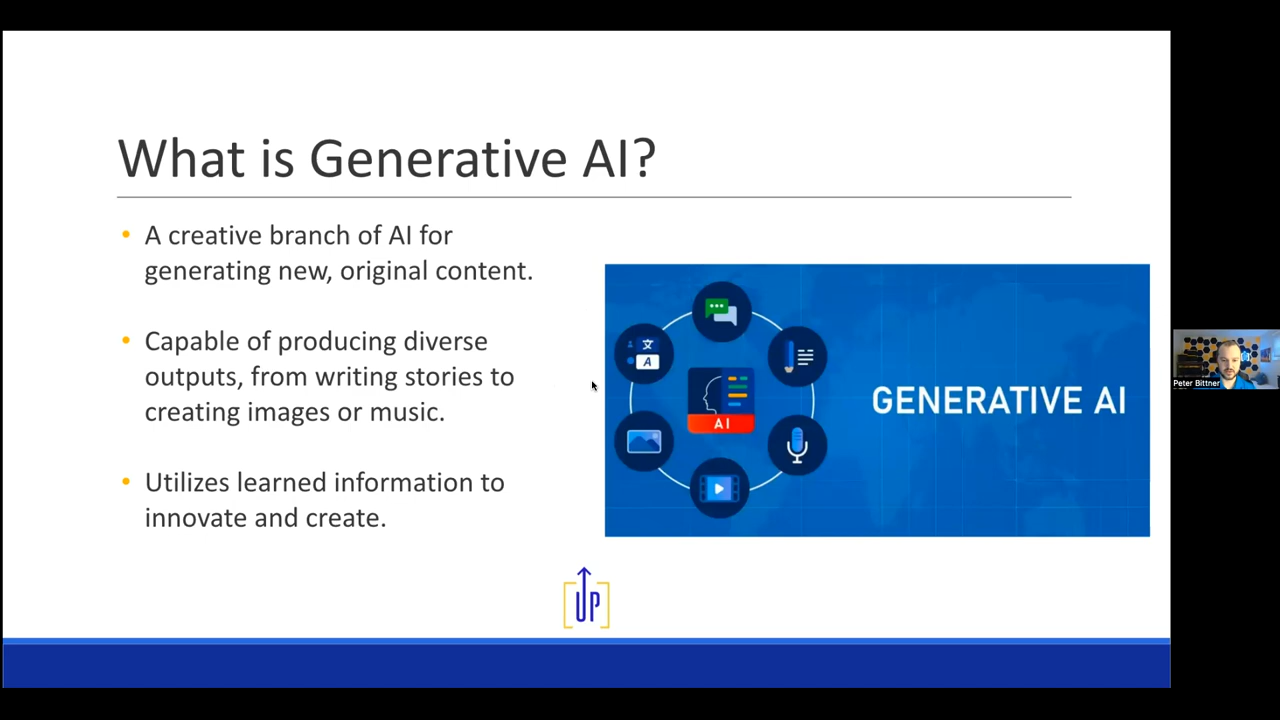 What is Generative AI?
• A creative branch of AI for
generating new, original content.
• Capable of producing diverse
outputs, from writing stories to
creating images or music.
• Utilizes learned information to
innovate and create.
文
A
AI
GENERATIVE AI
UP
Peter Bittner